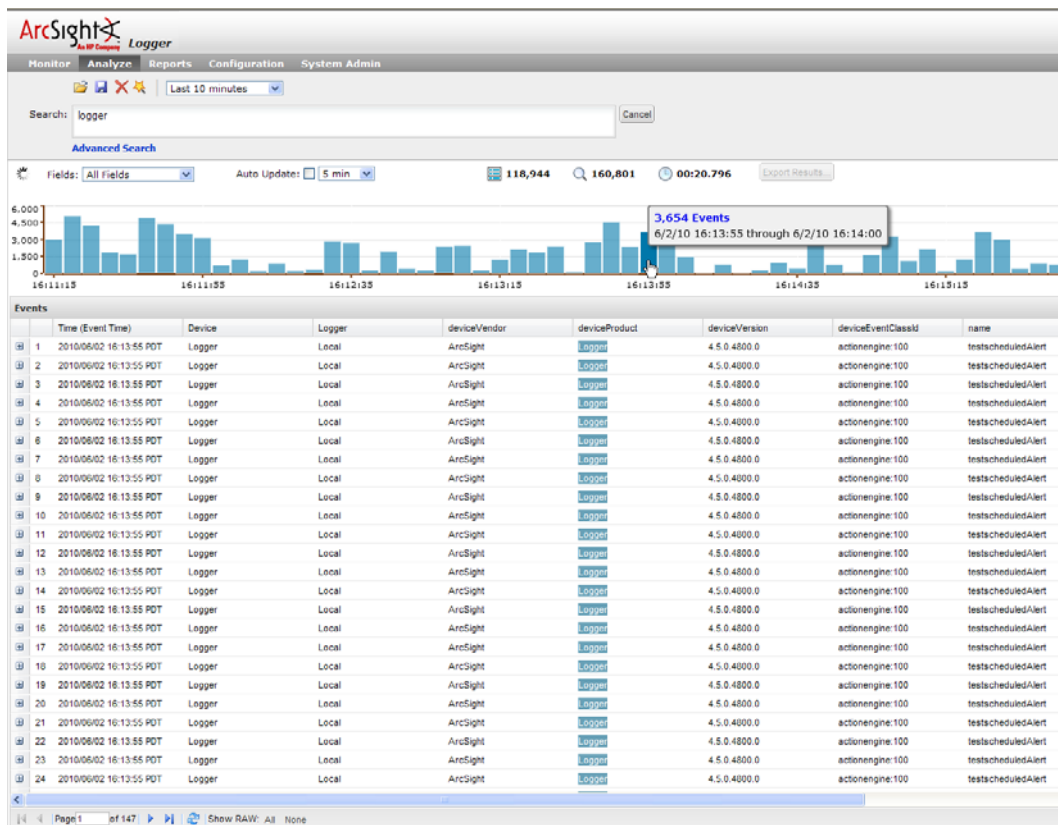 ArcSight
An HP Company
Logger
Monitor Analyze Reports Configuration System Admin
Last 10 minutes
Search: logger Cancel
Advanced Search
Fields: All Fields Auto Update: 5 min 118,944 160,801 00:20.796 Export Results...
6,000
4,500
3,000
1,500
0
3,654 Events
6/2/10 16:13:55 through 6/2/10 16:14:00
16:11:15 16:11:55 16:12:35 16:13:15 16:13:55 16:14:35 16:15:15
Events
Time (Event Time) Device Logger deviceVendor deviceProduct deviceVersion deviceEventClassId name
1 2010/06/02 16:13:55 PDT Logger Local ArcSight Logger 4.5.0.4800.0 actionengine:100 testscheduledAlert
2 2010/06/02 16:13:55 PDT Logger Local ArcSight Logger 4.5.0.4800.0 actionengine:100 testscheduledAlert
3 2010/06/02 16:13:55 PDT Logger Local ArcSight Logger 4.5.0.4800.0 actionengine:100 testscheduledAlert
4 2010/06/02 16:13:55 PDT Logger Local ArcSight Logger 4.5.0.4800.0 actionengine:100 testscheduledAlert
5 2010/06/02 16:13:55 PDT Logger Local ArcSight Logger 4.5.0.4800.0 actionengine:100 testscheduledAlert
6 2010/06/02 16:13:55 PDT Logger Local ArcSight Logger 4.5.0.4800.0 actionengine:100 testscheduledAlert
7 2010/06/02 16:13:55 PDT Logger Local ArcSight Logger 4.5.0.4800.0 actionengine:100 testscheduledAlert
8 2010/06/02 16:13:55 PDT Logger Local ArcSight Logger 4.5.0.4800.0 actionengine:100 testscheduledAlert
9 2010/06/02 16:13:55 PDT Logger Local ArcSight Logger 4.5.0.4800.0 actionengine:100 testscheduledAlert
10 2010/06/02 16:13:55 PDT Logger Local ArcSight Logger 4.5.0.4800.0 actionengine:100 testscheduledAlert
11 2010/06/02 16:13:55 PDT Logger Local ArcSight Logger 4.5.0.4800.0 actionengine:100 testscheduledAlert
12 2010/06/02 16:13:55 PDT Logger Local ArcSight Logger 4.5.0.4800.0 actionengine:100 testscheduledAlert
13 2010/06/02 16:13:55 PDT Logger Local ArcSight Logger 4.5.0.4800.0 actionengine:100 testscheduledAlert
14 2010/06/02 16:13:55 PDT Logger Local ArcSight Logger 4.5.0.4800.0 actionengine:100 testscheduledAlert
15 2010/06/02 16:13:55 PDT Logger Local ArcSight Logger 4.5.0.4800.0 actionengine:100 testscheduledAlert
16 2010/06/02 16:13:55 PDT Logger Local ArcSight Logger 4.5.0.4800.0 actionengine:100 testscheduledAlert
17 2010/06/02 16:13:55 PDT Logger Local ArcSight Logger 4.5.0.4800.0 actionengine:100 testscheduledAlert
18 2010/06/02 16:13:55 PDT Logger Local ArcSight Logger 4.5.0.4800.0 actionengine:100 testscheduledAlert
19 2010/06/02 16:13:55 PDT Logger Local ArcSight Logger 4.5.0.4800.0 actionengine:100 testscheduledAlert
20 2010/06/02 16:13:55 PDT Logger Local ArcSight Logger 4.5.0.4800.0 actionengine:100 testscheduledAlert
21 2010/06/02 16:13:55 PDT Logger Local ArcSight Logger 4.5.0.4800.0 actionengine:100 testscheduledAlert
22 2010/06/02 16:13:55 PDT Logger Local ArcSight Logger 4.5.0.4800.0 actionengine:100 testscheduledAlert
23 2010/06/02 16:13:55 PDT Logger Local ArcSight Logger 4.5.0.4800.0 actionengine:100 testscheduledAlert
24 2010/06/02 16:13:55 PDT Logger Local ArcSight Logger 4.5.0.4800.0 actionengine:100 testscheduledAlert
Page 1 of 147 Show RAW: All None